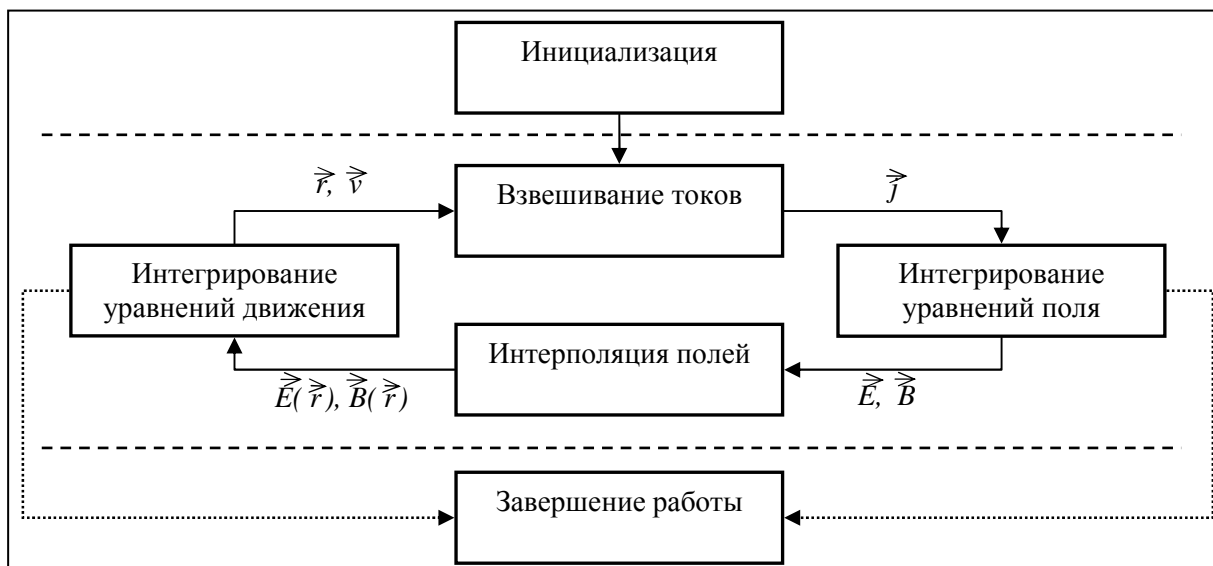 Инициализация
r⃗, v⃗
Взвешивание токов
j⃗
Интегрирование
уравнений движения
Интегрирование
уравнений поля
Интерполяция полей
E⃗(r⃗), B⃗(r⃗)
E⃗, B⃗
Завершение работы